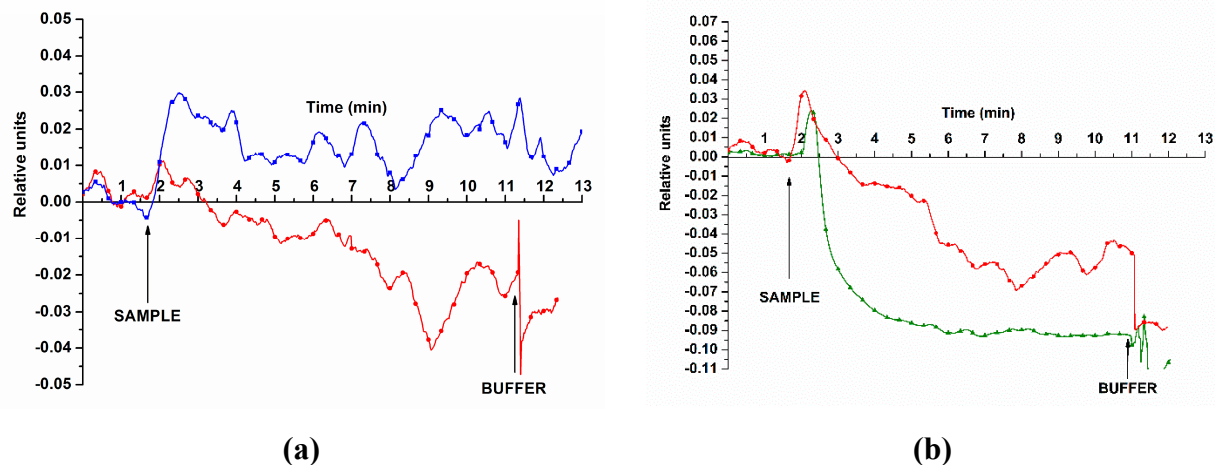 0.05
0.04
0.03
0.02
0.01
0.00
-0.01
-0.02
-0.03
-0.04
-0.05
Relative units
Time (min)
1 2 3 4 5 6 7 8 9 10 11 12 13
SAMPLE
BUFFER
(a)
0.07
0.05
0.04
0.03
0.02
0.01
0.00
-0.01
-0.02
-0.03
-0.04
-0.05
-0.06
-0.07
-0.08
-0.09
-0.10
-0.11
Relative units
Time (min)
1 2 3 4 5 6 7 8 9 10 11 12 13
SAMPLE
BUFFER
(b)